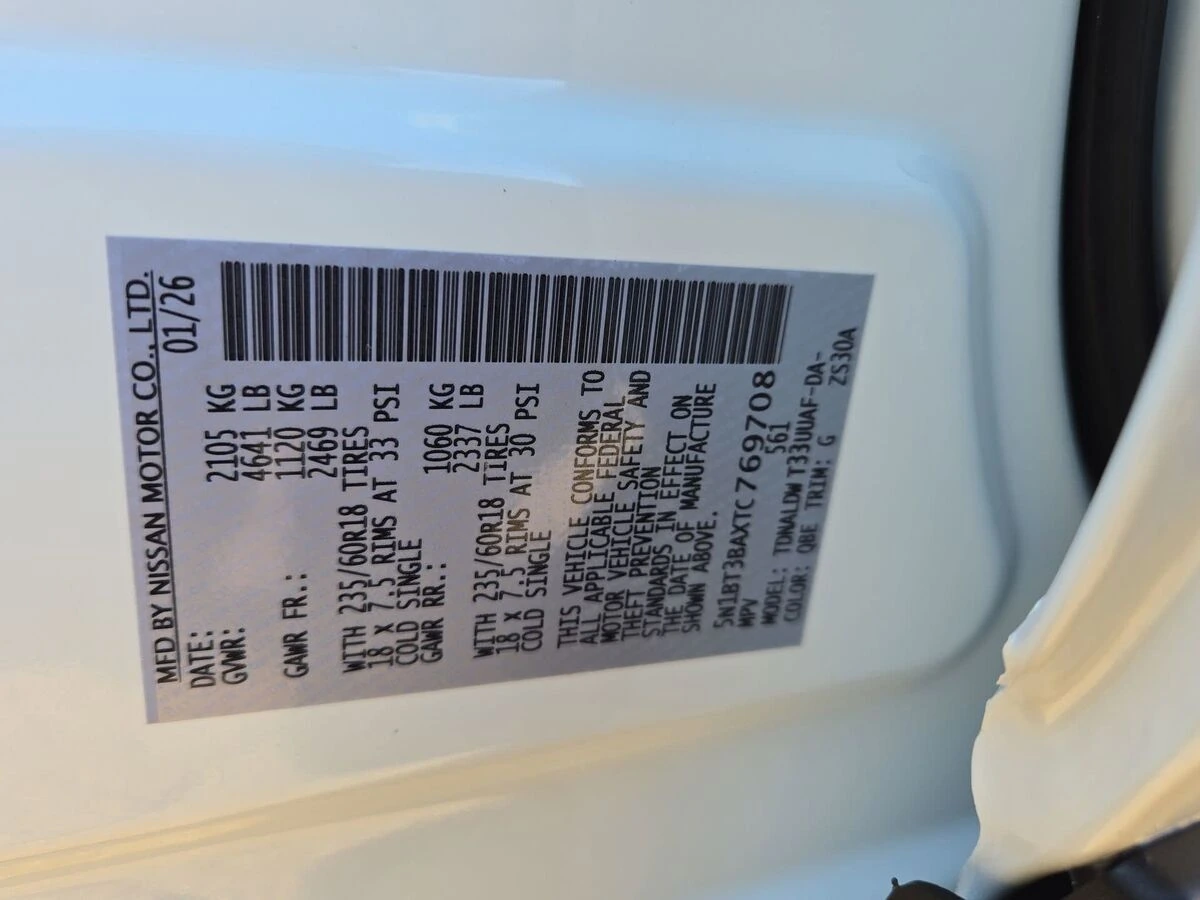 MFD BY NISSAN MOTOR CO., LTD.
DATE: 01/26
GVWR: 2105 KG
4641 LB
GAWR FR.: 1120 KG
2469 LB
WITH 235/60R18 TIRES
18 X 7.5 RIMS AT 33 PSI
COLD SINGLE
GAWR RR.: 1060 KG
2337 LB
WITH 235/60R18 TIRES
18 X 7.5 RIMS AT 30 PSI
COLD SINGLE
THIS VEHICLE CONFORMS TO
ALL APPLICABLE FEDERAL
MOTOR VEHICLE SAFETY AND
THEFT PREVENTION
STANDARDS IN EFFECT ON
THE DATE OF MANUFACTURE
SHOWN ABOVE.
5N1BT3BAXTC769708
MPV 561
MODEL: TDNALDW T33UUAF-DA-
COLOR: QBE TRIM: G ZS30A